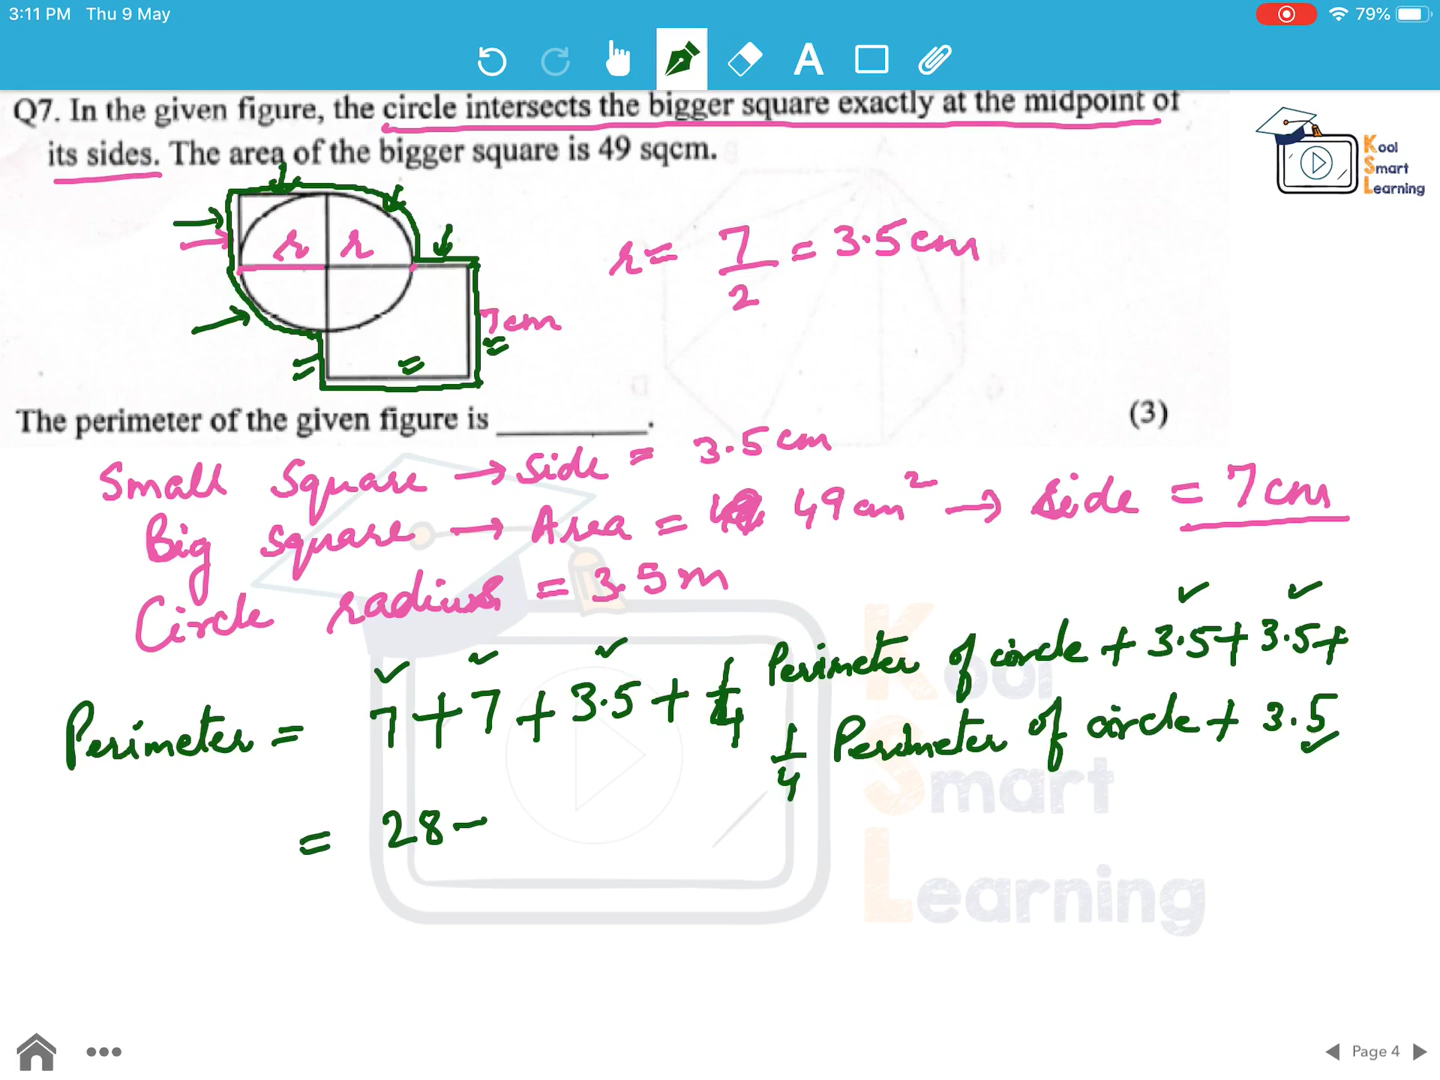 3:11 PM Thu 9 May
79%
A
Q7. In the given figure, the circle intersects the bigger square exactly at the midpoint of
its sides. The area of the bigger square is 49 sqcm.
Kool
Smart
Learning
r r
r = 7/2 = 3.5 cm
7cm
The perimeter of the given figure is ________.
(3)
Small Square → Side = 3.5 cm
Big square → Area = 49 cm² → side = 7 cm
Circle radius = 3.5 m
Perimeter = 7 + 7 + 3.5 + 1/4 Perimeter of circle + 3.5 + 3.5 +
1/4 Perimeter of circle + 3.5
= 28 -
Kool
Smart
Learning
Page 4